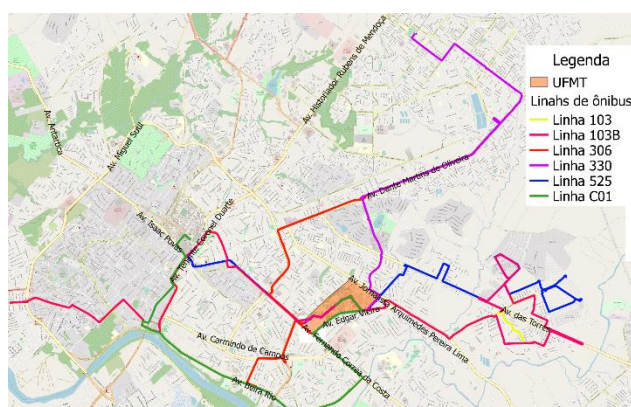 Legenda
UFMT
Linahs de ônibus
Linha 103
Linha 103B
Linha 306
Linha 330
Linha 525
Linha C01
Av. Historiador Rubens de Mendoça
Av. Antártica
Av. Miguel Sutil
Av. Dante Martins de Oliveira
Av. Isaac Povas
Av. Tenente Coronel Duarte
Av. Jornalista Arquimedes Pereira Lima
Av. das Torres
Av. Edgar Vieira
Av. Fernando Correa da Costa
Av. Carmindo de Campos
Av. Beira Rio